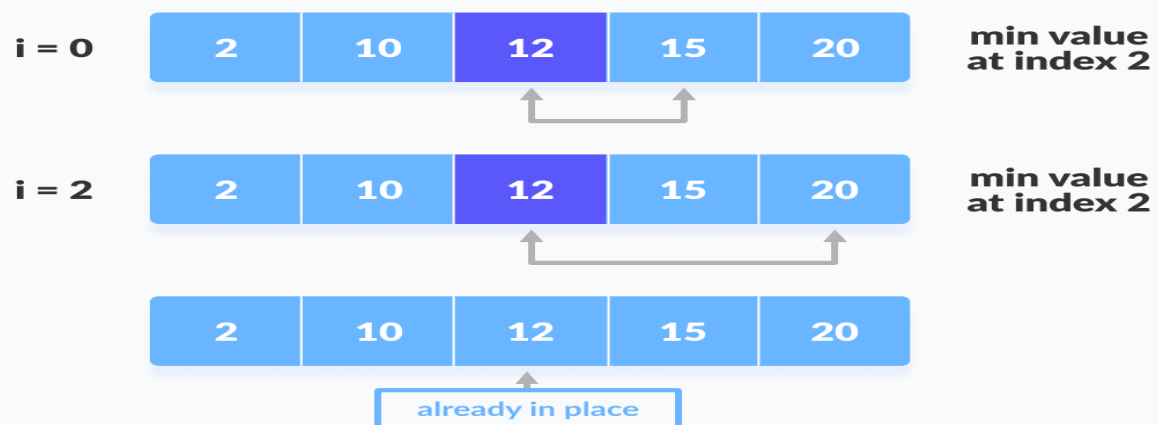 i = 0 2 10 12 15 20 min value
at index 2
i = 2 2 10 12 15 20 min value
at index 2
2 10 12 15 20
already in place